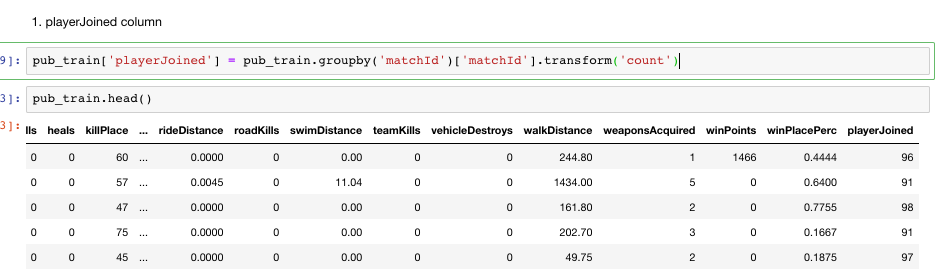 1. playerJoined column
9]: pub_train['playerJoined'] = pub_train.groupby('matchId')['matchId'].transform('count')
3]: pub_train.head()
3]: lls heals killPlace ... rideDistance roadKills swimDistance teamKills vehicleDestroys walkDistance weaponsAcquired winPoints winPlacePerc playerJoined
0 0 60 ... 0.0000 0 0.00 0 0 244.80 1 1466 0.4444 96
0 0 57 ... 0.0045 0 11.04 0 0 1434.00 5 0 0.6400 91
0 0 47 ... 0.0000 0 0.00 0 0 161.80 2 0 0.7755 98
0 0 75 ... 0.0000 0 0.00 0 0 202.70 3 0 0.1667 91
0 0 45 ... 0.0000 0 0.00 0 0 49.75 2 0 0.1875 97